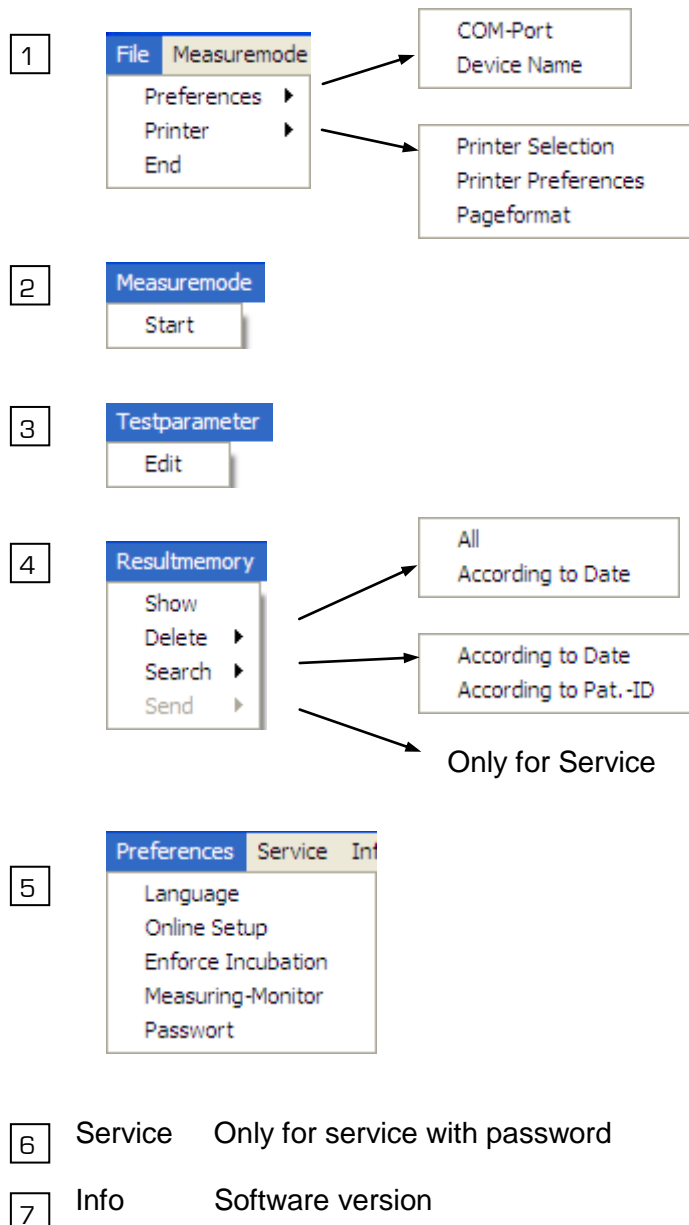 1
File Measuremode
Preferences
Printer
End
COM-Port
Device Name
Printer Selection
Printer Preferences
Pageformat
2
Measuremode
Start
3
Testparameter
Edit
4
Resultmemory
Show
Delete
Search
Send
All
According to Date
According to Date
According to Pat.-ID
Only for Service
5
Preferences Service Inf
Language
Online Setup
Enforce Incubation
Measuring-Monitor
Passwort
6 Service Only for service with password
7 Info Software version